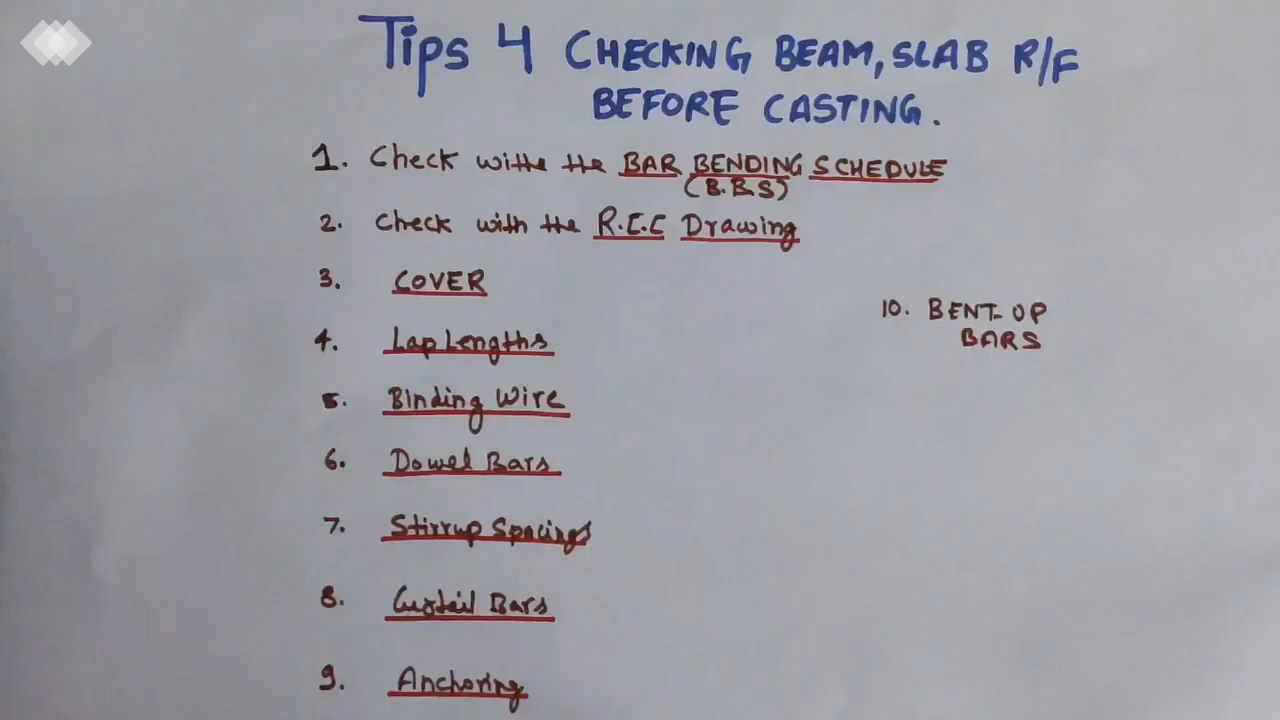 Tips 4 CHECKING BEAM, SLAB R/F
BEFORE CASTING.
1. Check withe the BAR BENDING SCHEDULE
(B.B.S)
2. Check with the R.C.C Drawing
3. COVER
4. Lap Lengths
5. Binding Wire
6. Dowel Bars
7. Stirrup Spacings
8. Curtail Bars
9. Anchoring
10. BENT-UP
BARS